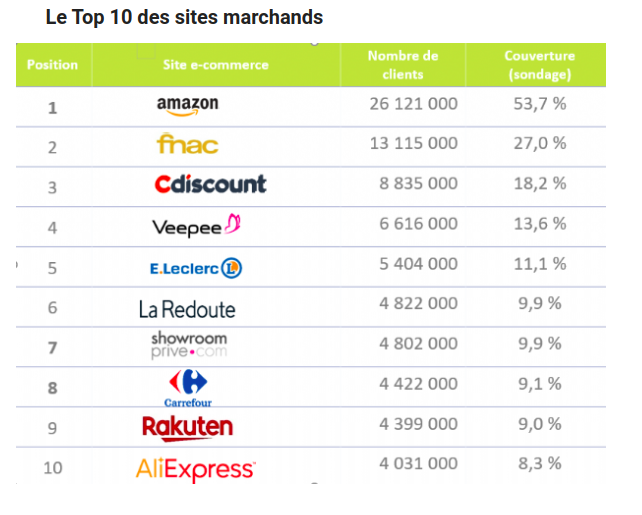 Le Top 10 des sites marchands
Position Site e-commerce Nombre de clients Couverture (sondage)
1 amazon 26 121 000 53,7 %
2 fnac 13 115 000 27,0 %
3 Cdiscount 8 835 000 18,2 %
4 Veepee 6 616 000 13,6 %
5 E.Leclerc L 5 404 000 11,1 %
6 La Redoute 4 822 000 9,9 %
7 showroom prive.com 4 802 000 9,9 %
8 Carrefour 4 422 000 9,1 %
9 Rakuten 4 399 000 9,0 %
10 AliExpress 4 031 000 8,3 %